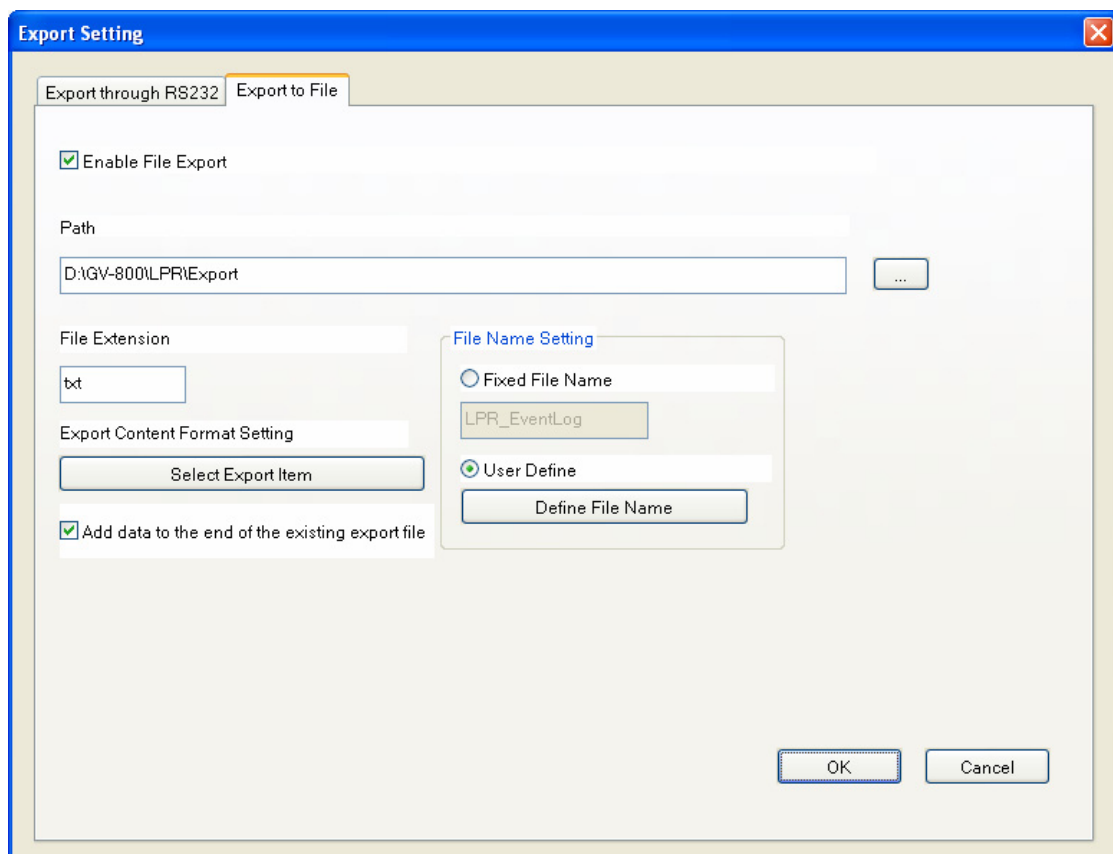 Export Setting
Export through RS232
Export to File
Enable File Export
Path
D:\GV-800\LPR\Export
...
File Extension
txt
Export Content Format Setting
Select Export Item
Add data to the end of the existing export file
File Name Setting
Fixed File Name
LPR_EventLog
User Define
Define File Name
OK
Cancel